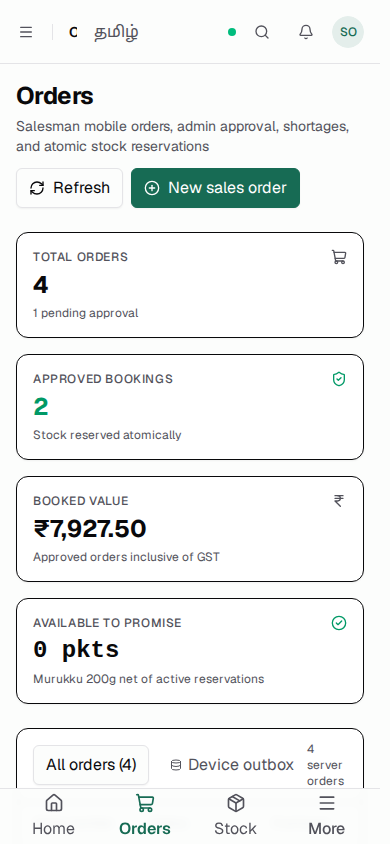 தமிழ்
SO
Orders
Salesman mobile orders, admin approval, shortages,
and atomic stock reservations
Refresh
New sales order
TOTAL ORDERS
4
1 pending approval
APPROVED BOOKINGS
2
Stock reserved atomically
BOOKED VALUE
₹
₹7,927.50
Approved orders inclusive of GST
AVAILABLE TO PROMISE
0 pkts
Murukku 200g net of active reservations
All orders (4)
Device outbox
4
server
orders
Home
Orders
Stock
More